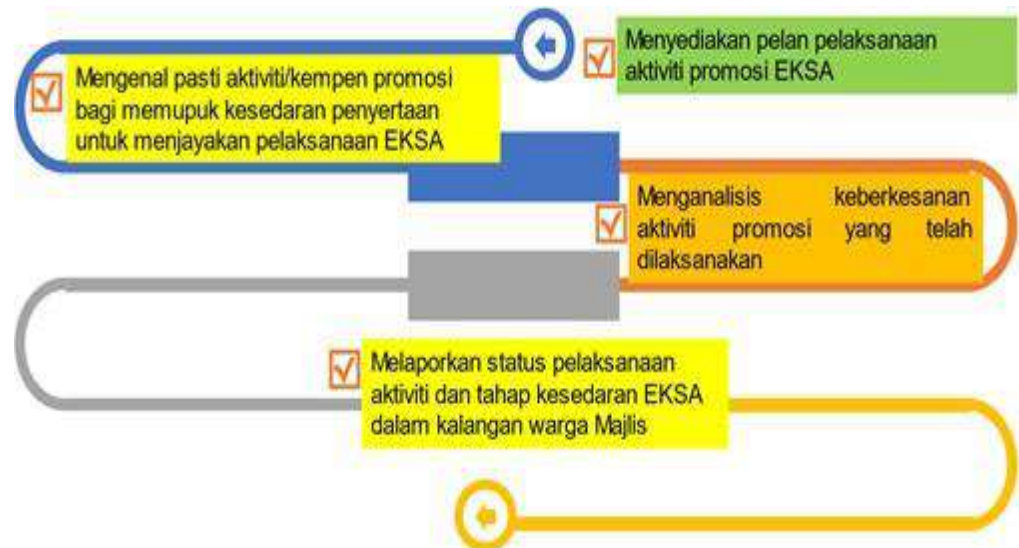 Menyediakan pelan pelaksanaan
aktiviti promosi EKSA
Mengenal pasti aktiviti/kempen promosi
bagi memupuk kesedaran penyertaan
untuk menjayakan pelaksanaan EKSA
Menganalisis keberkesanan
aktiviti promosi yang telah
dilaksanakan
Melaporkan status pelaksanaan
aktiviti dan tahap kesedaran EKSA
dalam kalangan warga Majlis